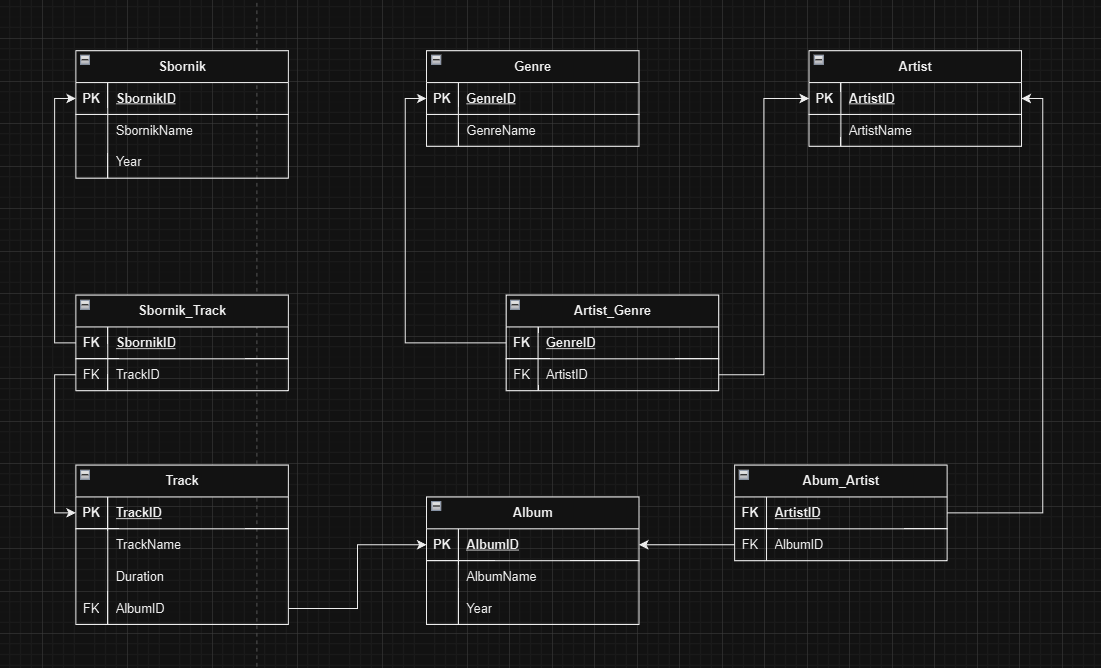 Sbornik
PK SbornikID
SbornikName
Year
Genre
PK GenreID
GenreName
Artist
PK ArtistID
ArtistName
Sbornik_Track
FK SbornikID
FK TrackID
Artist_Genre
FK GenreID
FK ArtistID
Track
PK TrackID
TrackName
Duration
FK AlbumID
Album
PK AlbumID
AlbumName
Year
Abum_Artist
FK ArtistID
FK AlbumID